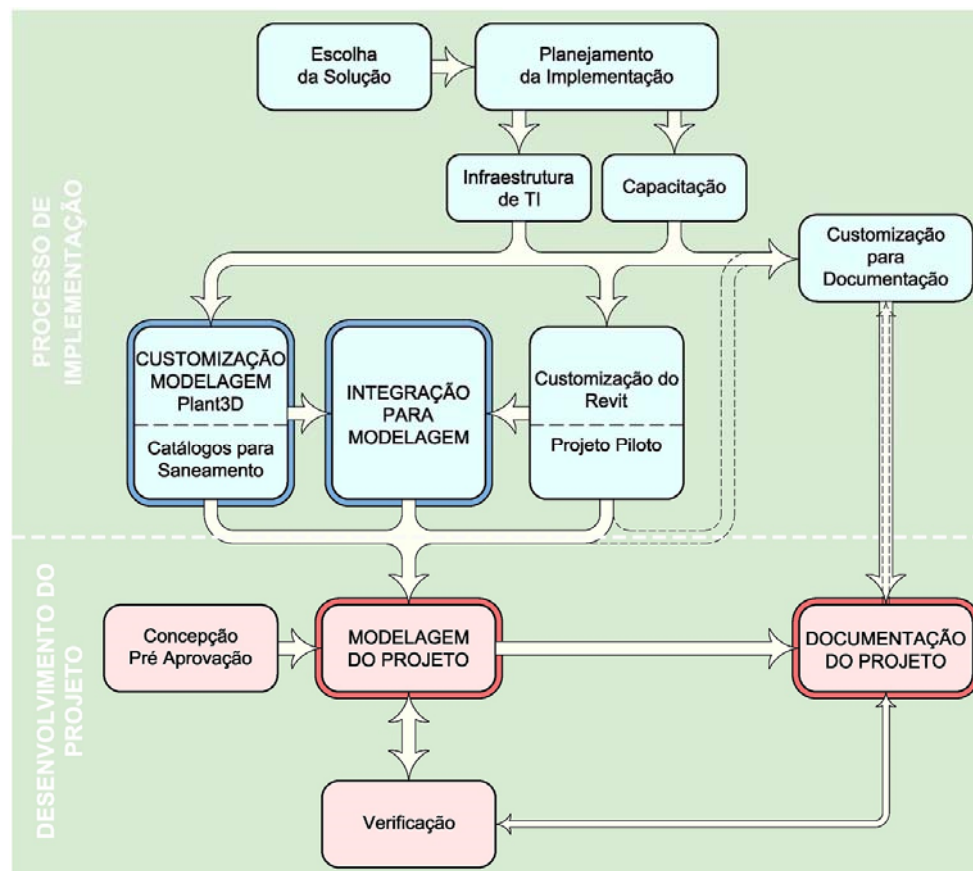 Escolha
da Solução
Planejamento
da Implementação
Infraestrutura
de TI
Capacitação
Customização
para
Documentação
PROCESSO DE
IMPLEMENTAÇÃO
CUSTOMIZAÇÃO
MODELAGEM
Plant3D
Catálogos para
Saneamento
INTEGRAÇÃO
PARA
MODELAGEM
Customização do
Revit
Projeto Piloto
DESENVOLVIMENTO DO
PROJETO
Concepção
Pré Aprovação
MODELAGEM
DO PROJETO
DOCUMENTAÇÃO
DO PROJETO
Verificação